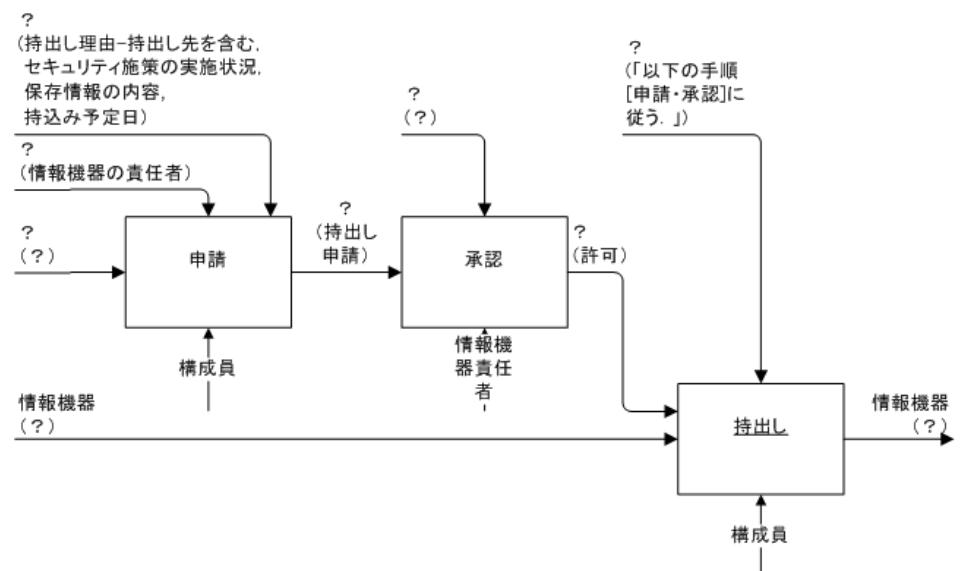 ?
(持出し理由-持出し先を含む,
セキュリティ施策の実施状況,
保存情報の内容,
持込み予定日)
?
(情報機器の責任者)
?
(?)
申請
構成員
?
(持出し
申請)
?
(?)
承認
情報機
器責任
者
?
(許可)
?
(「以下の手順
[申請・承認]に
従う.」)
情報機器
(?)
持出し
構成員
情報機器
(?)